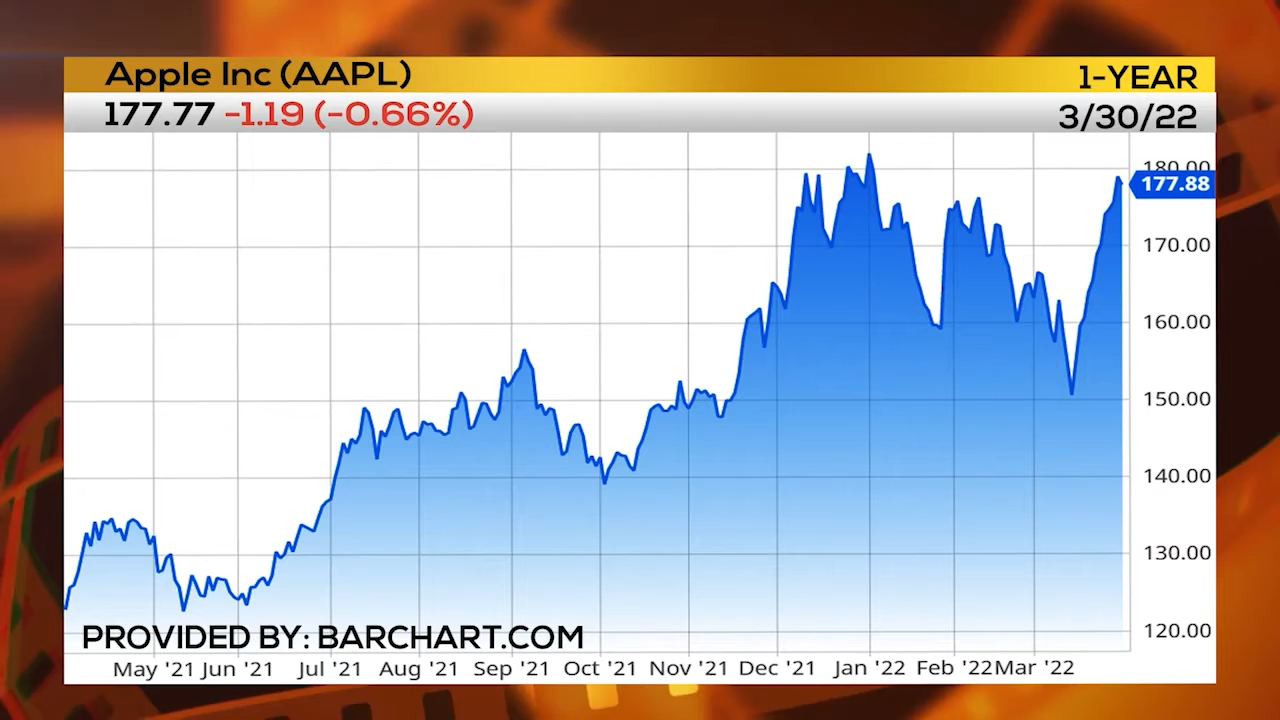 Apple Inc (AAPL)
1-YEAR
177.77 -1.19 (-0.66%)
3/30/22
180.00
177.88
170.00
160.00
150.00
140.00
130.00
120.00
PROVIDED BY: BARCHART.COM
May '21 Jun '21 Jul '21 Aug '21 Sep '21 Oct '21 Nov '21 Dec '21 Jan '22 Feb '22 Mar '22